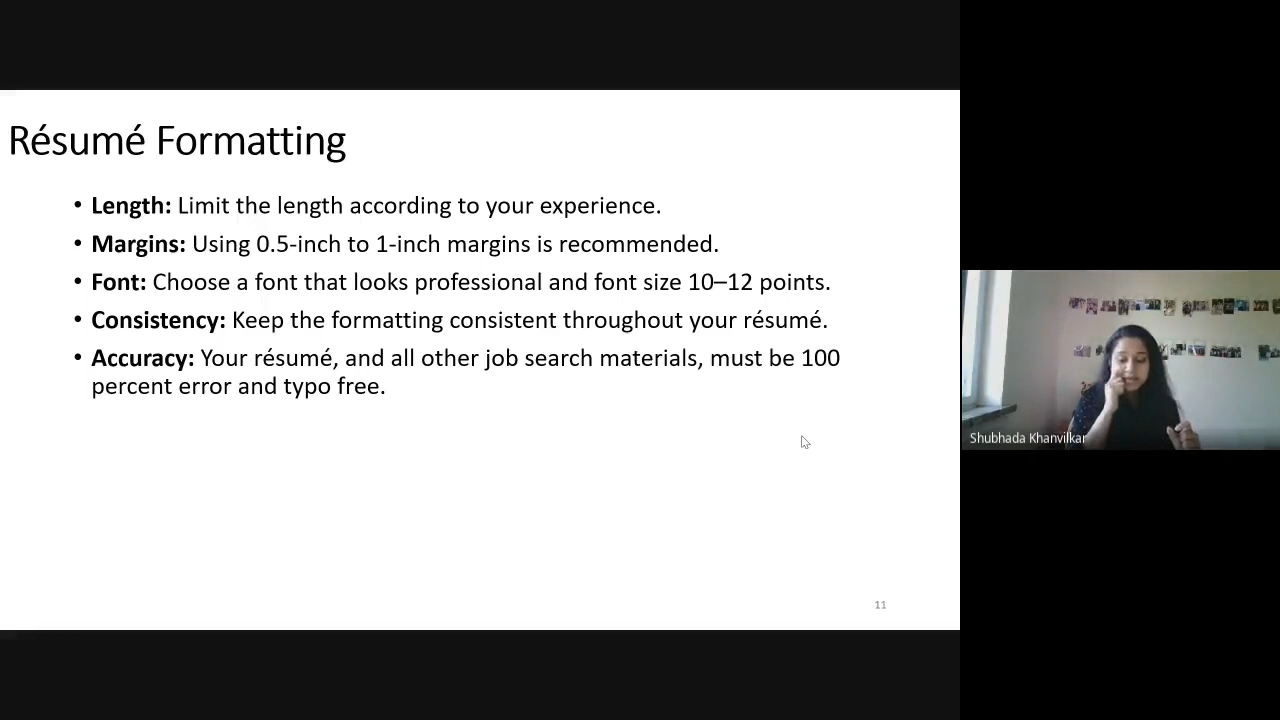 Résumé Formatting
• Length: Limit the length according to your experience.
• Margins: Using 0.5-inch to 1-inch margins is recommended.
• Font: Choose a font that looks professional and font size 10–12 points.
• Consistency: Keep the formatting consistent throughout your résumé.
• Accuracy: Your résumé, and all other job search materials, must be 100
percent error and typo free.
Shubhada Khanvilkar
11